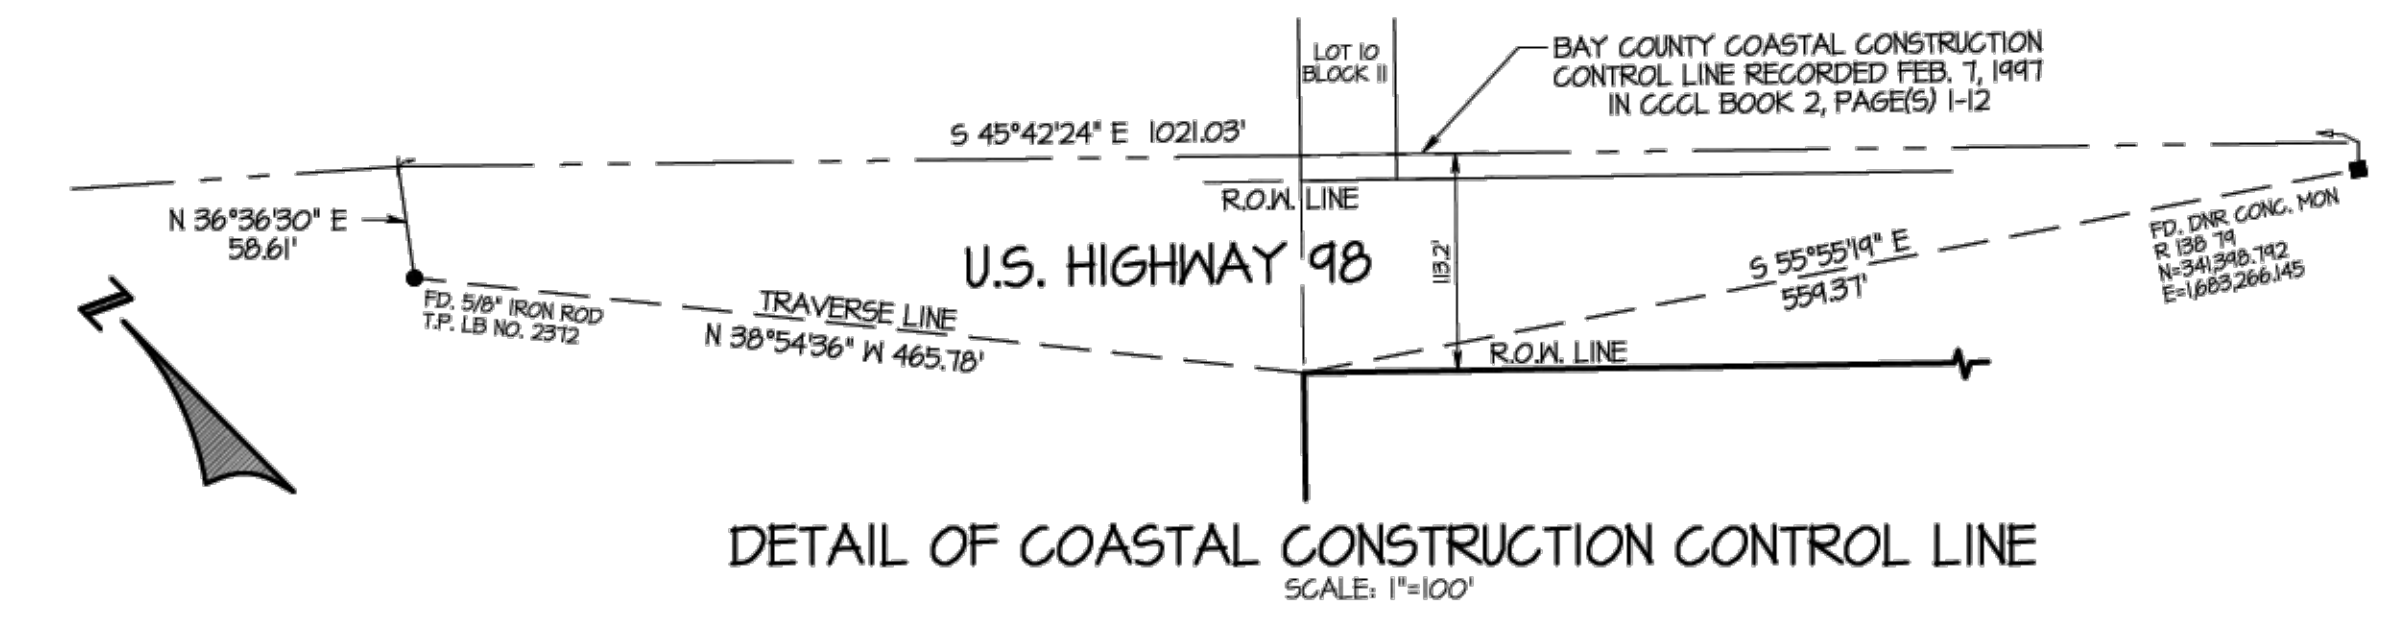 LOT 10
BLOCK 11
BAY COUNTY COASTAL CONSTRUCTION
CONTROL LINE RECORDED FEB. 7, 1997
IN CCCL BOOK 2, PAGE(S) 1-12
S 45°42'24" E 1021.03'
R.O.W. LINE
N 36°36'30" E
58.61'
U.S. HIGHWAY 98
113.2'
S 55°55'19" E
559.37'
FD. DNR CONC. MON
R 138 79
N=341,398.792
E=1,683,266.145
FD. 5/8" IRON ROD
T.P. LB NO. 2372
TRAVERSE LINE
N 38°54'36" W 465.78'
R.O.W. LINE
N
DETAIL OF COASTAL CONSTRUCTION CONTROL LINE
SCALE: 1"=100'